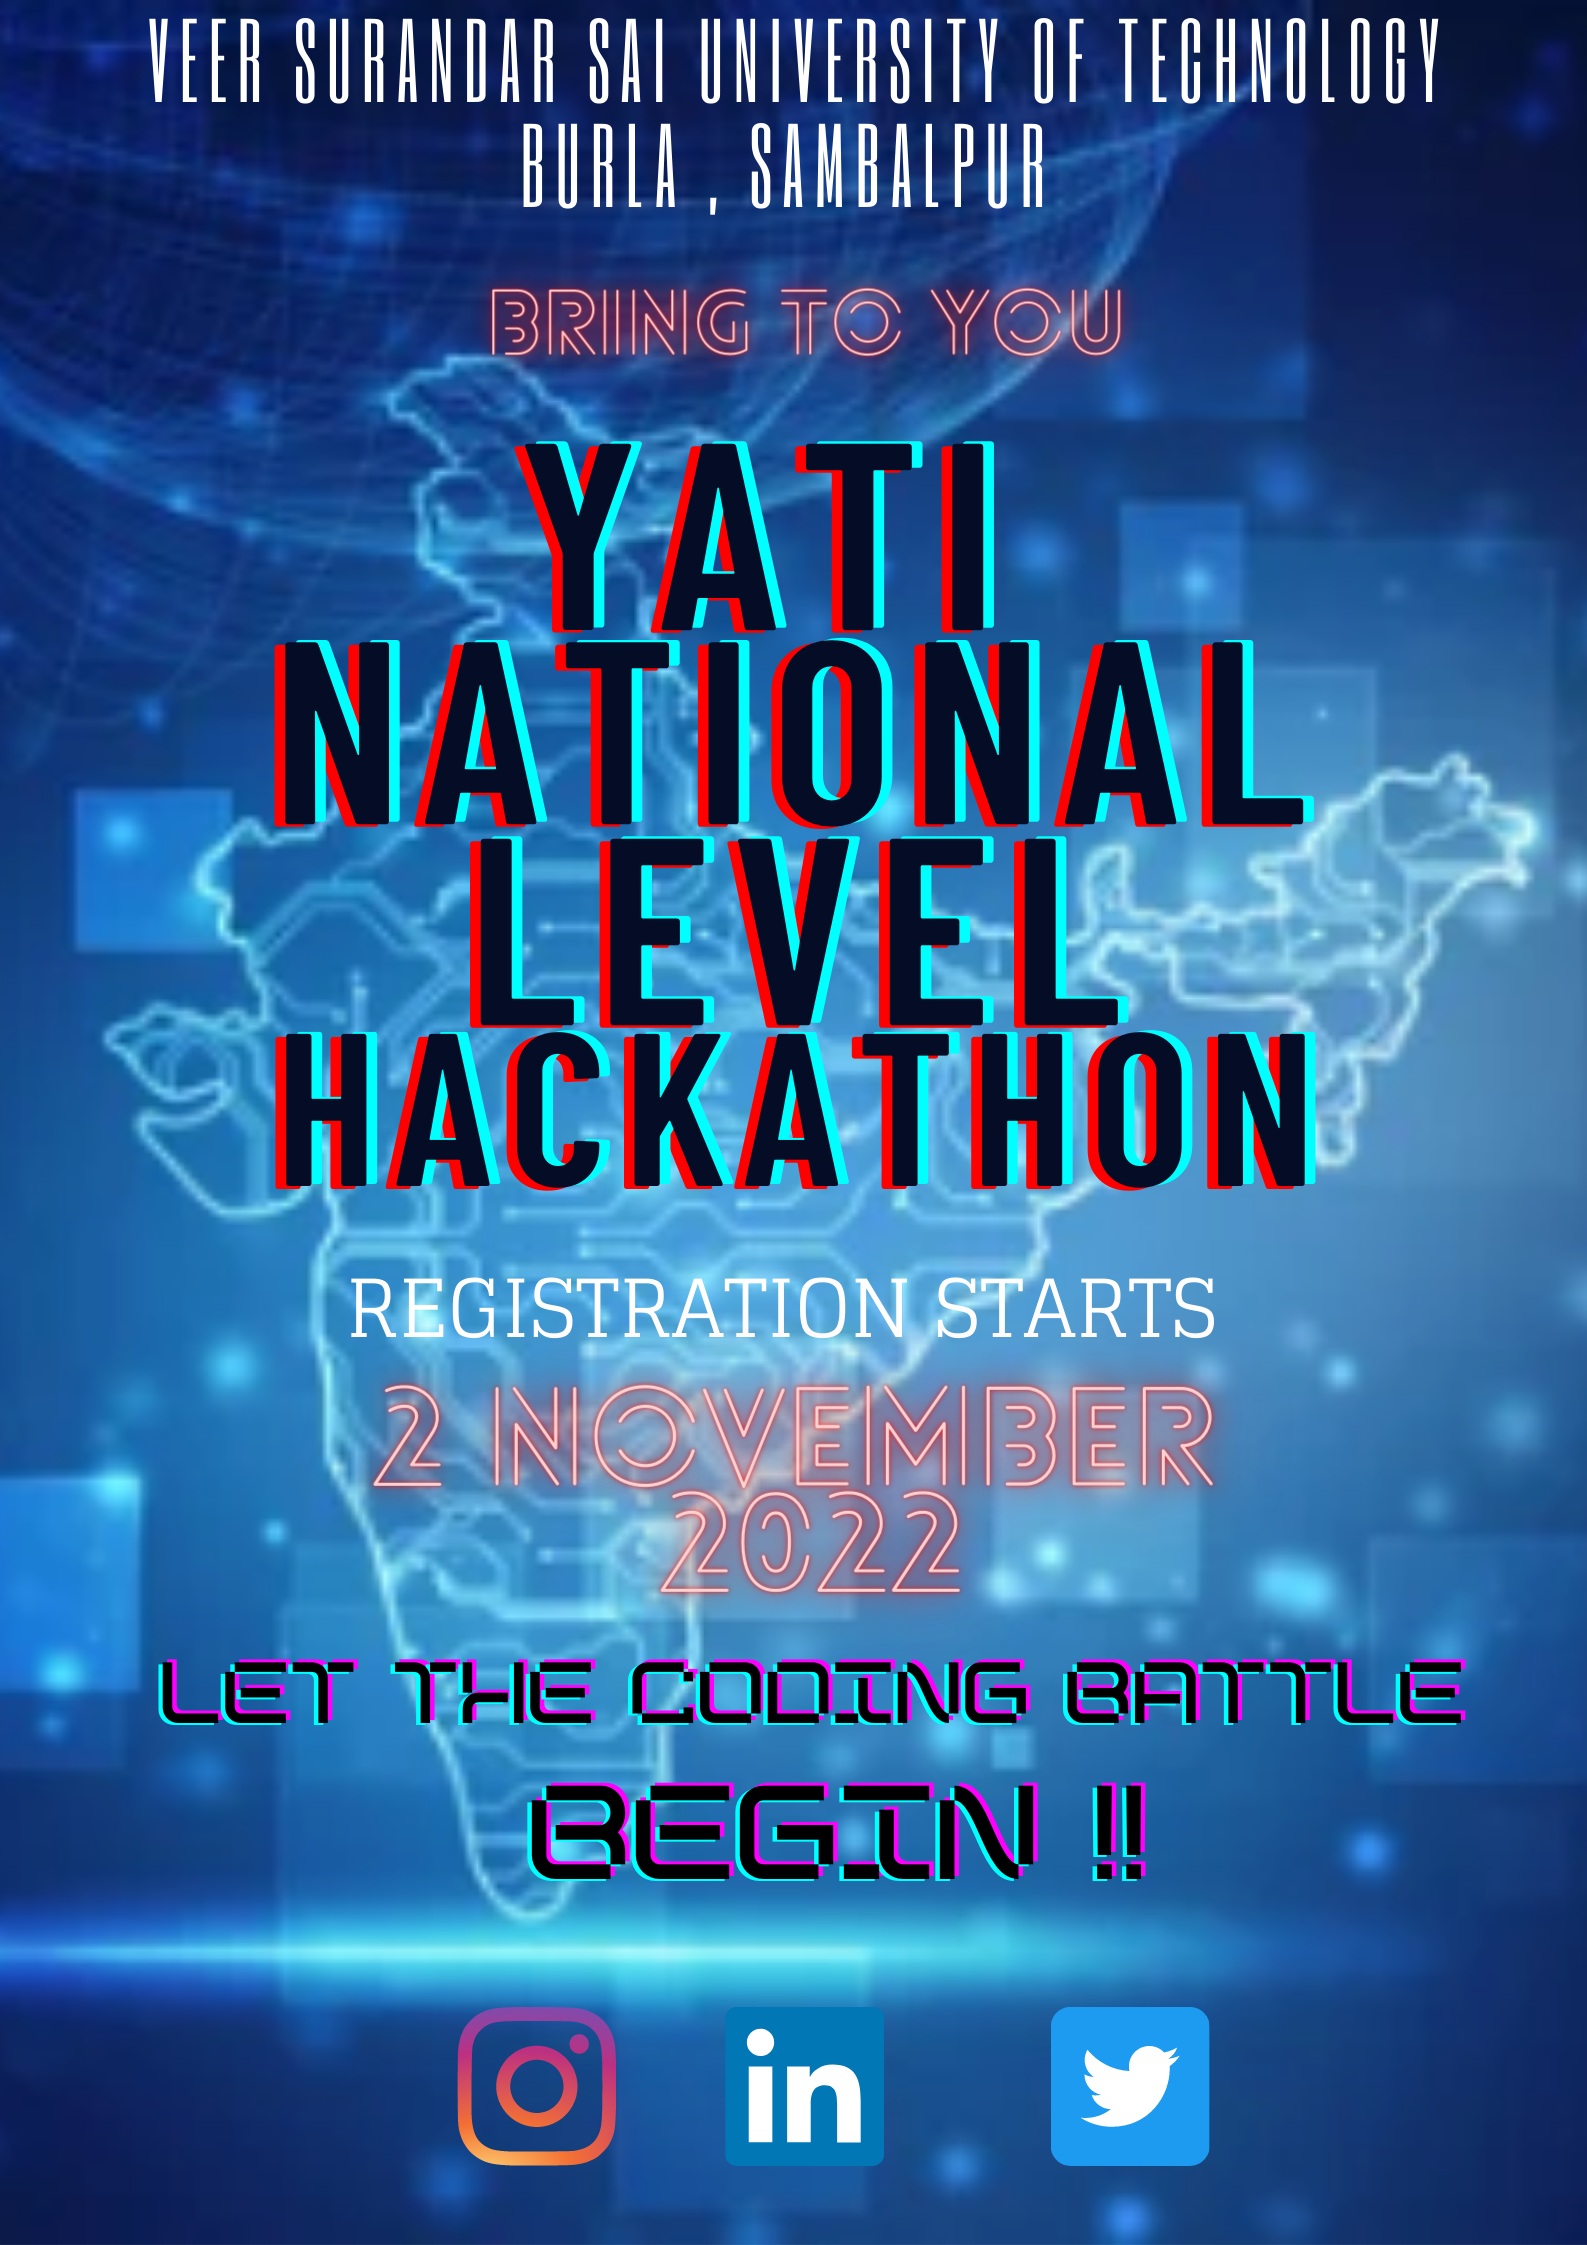 VEER SURANDAR SAI UNIVERSITY OF TECHNOLOGY
BURLA , SAMBALPUR
BRING TO YOU
YATI
NATIONAL
LEVEL
HACKATHON
REGISTRATION STARTS
2 NOVEMBER
2022
LET THE CODING BATTLE
BEGIN !!
in